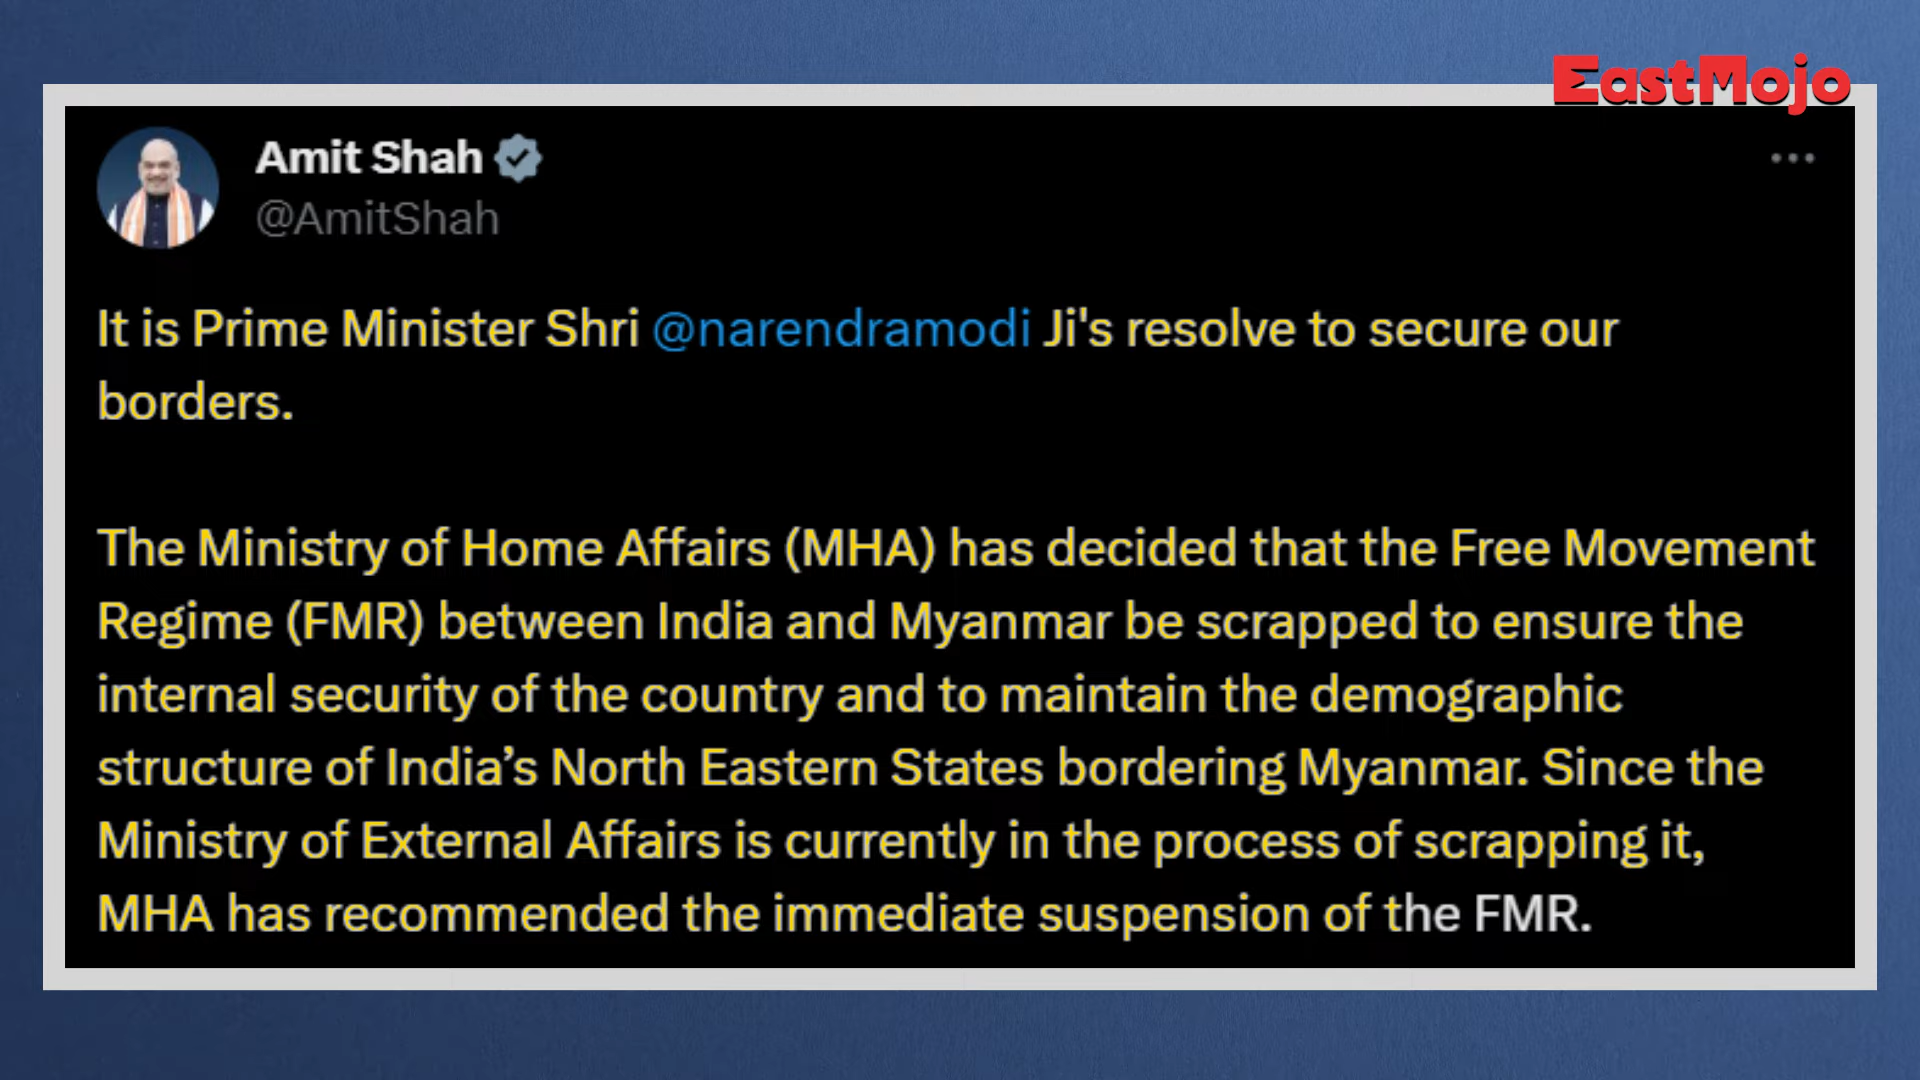 EastMojo
Amit Shah
@AmitShah
It is Prime Minister Shri @narendramodi Ji's resolve to secure our
borders.
The Ministry of Home Affairs (MHA) has decided that the Free Movement
Regime (FMR) between India and Myanmar be scrapped to ensure the
internal security of the country and to maintain the demographic
structure of India’s North Eastern States bordering Myanmar. Since the
Ministry of External Affairs is currently in the process of scrapping it,
MHA has recommended the immediate suspension of the FMR.